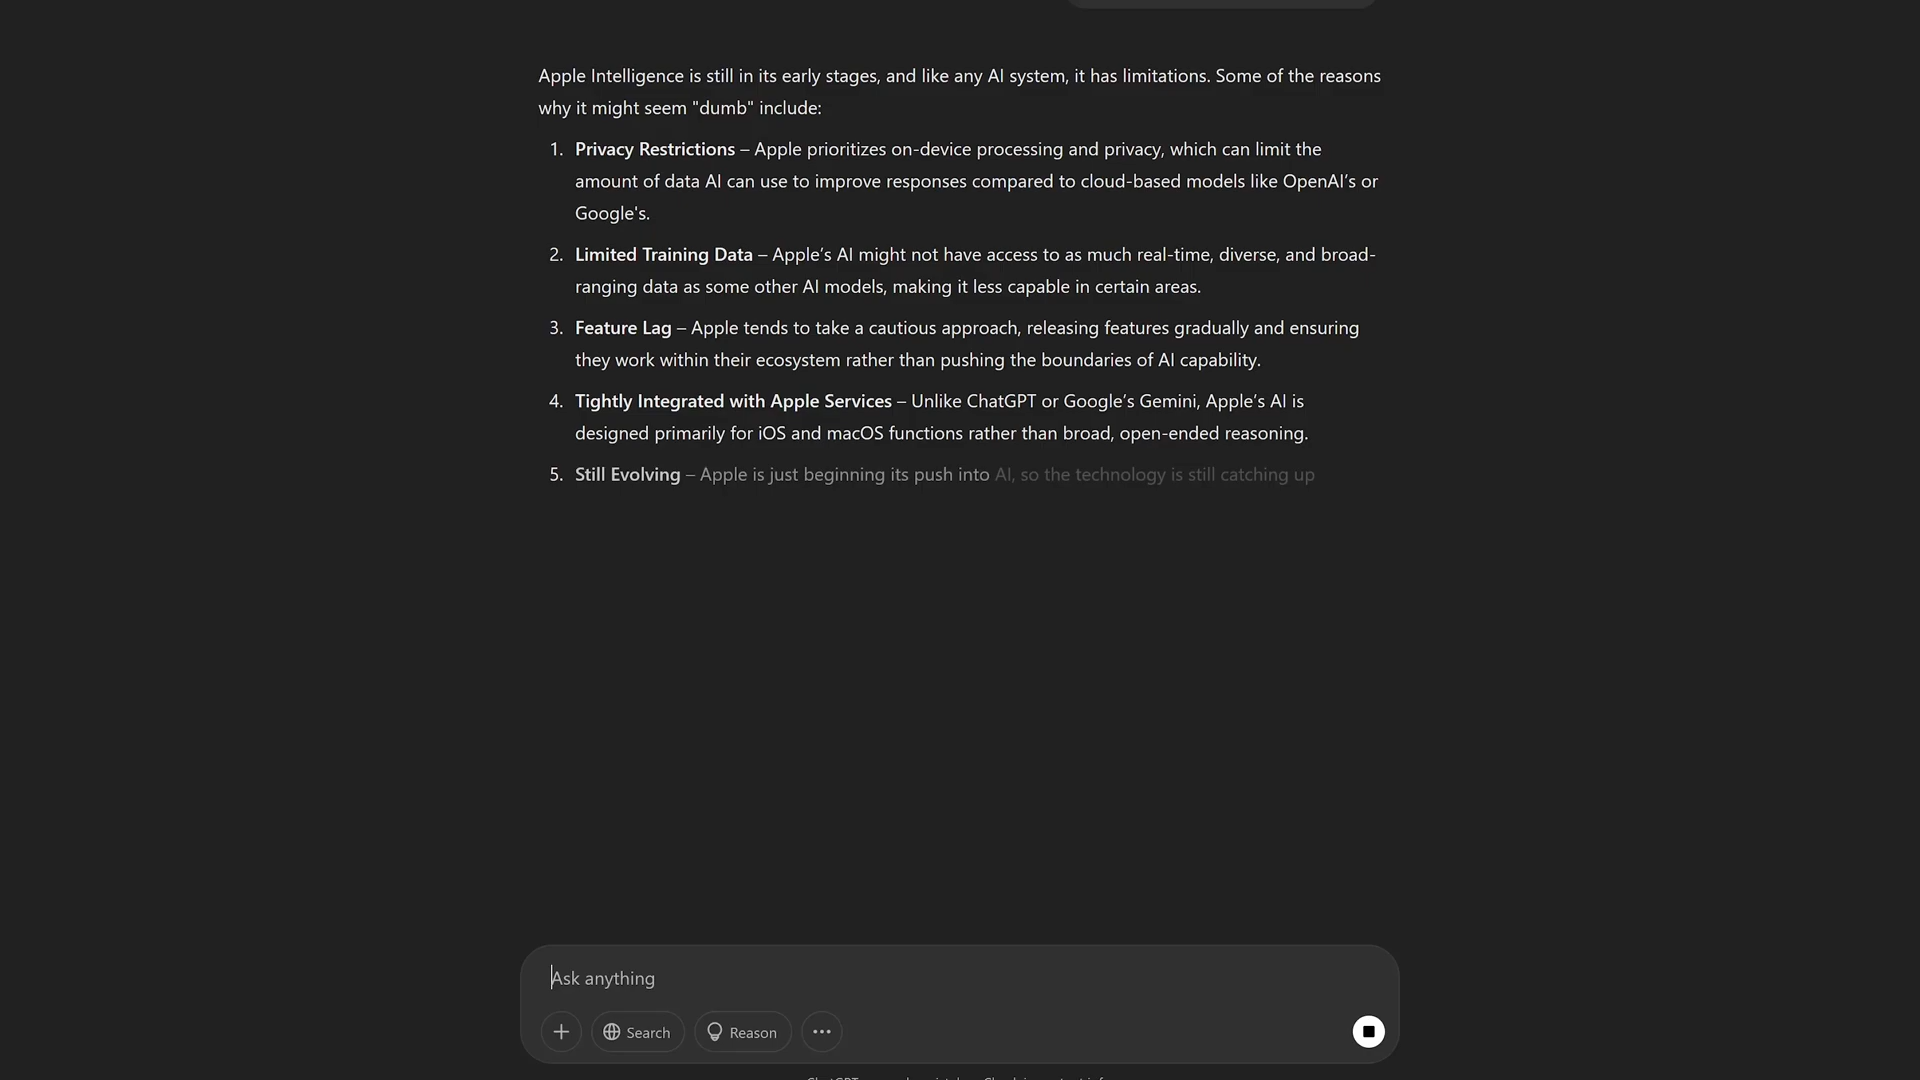 Apple Intelligence is still in its early stages, and like any AI system, it has limitations. Some of the reasons
why it might seem "dumb" include:
1. Privacy Restrictions – Apple prioritizes on-device processing and privacy, which can limit the
amount of data AI can use to improve responses compared to cloud-based models like OpenAI’s or
Google's.
2. Limited Training Data – Apple’s AI might not have access to as much real-time, diverse, and broad-
ranging data as some other AI models, making it less capable in certain areas.
3. Feature Lag – Apple tends to take a cautious approach, releasing features gradually and ensuring
they work within their ecosystem rather than pushing the boundaries of AI capability.
4. Tightly Integrated with Apple Services – Unlike ChatGPT or Google’s Gemini, Apple’s AI is
designed primarily for iOS and macOS functions rather than broad, open-ended reasoning.
5. Still Evolving – Apple is just beginning its push into AI, so the technology is still catching up
Ask anything
Search
Reason